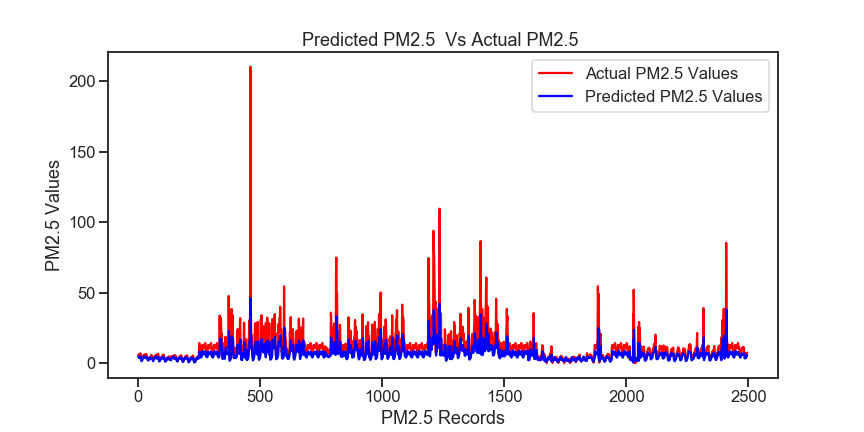 Predicted PM2.5  Vs Actual PM2.5
Actual PM2.5 Values
Predicted PM2.5 Values
PM2.5 Values
200
150
100
50
0
0 500 1000 1500 2000 2500
PM2.5 Records